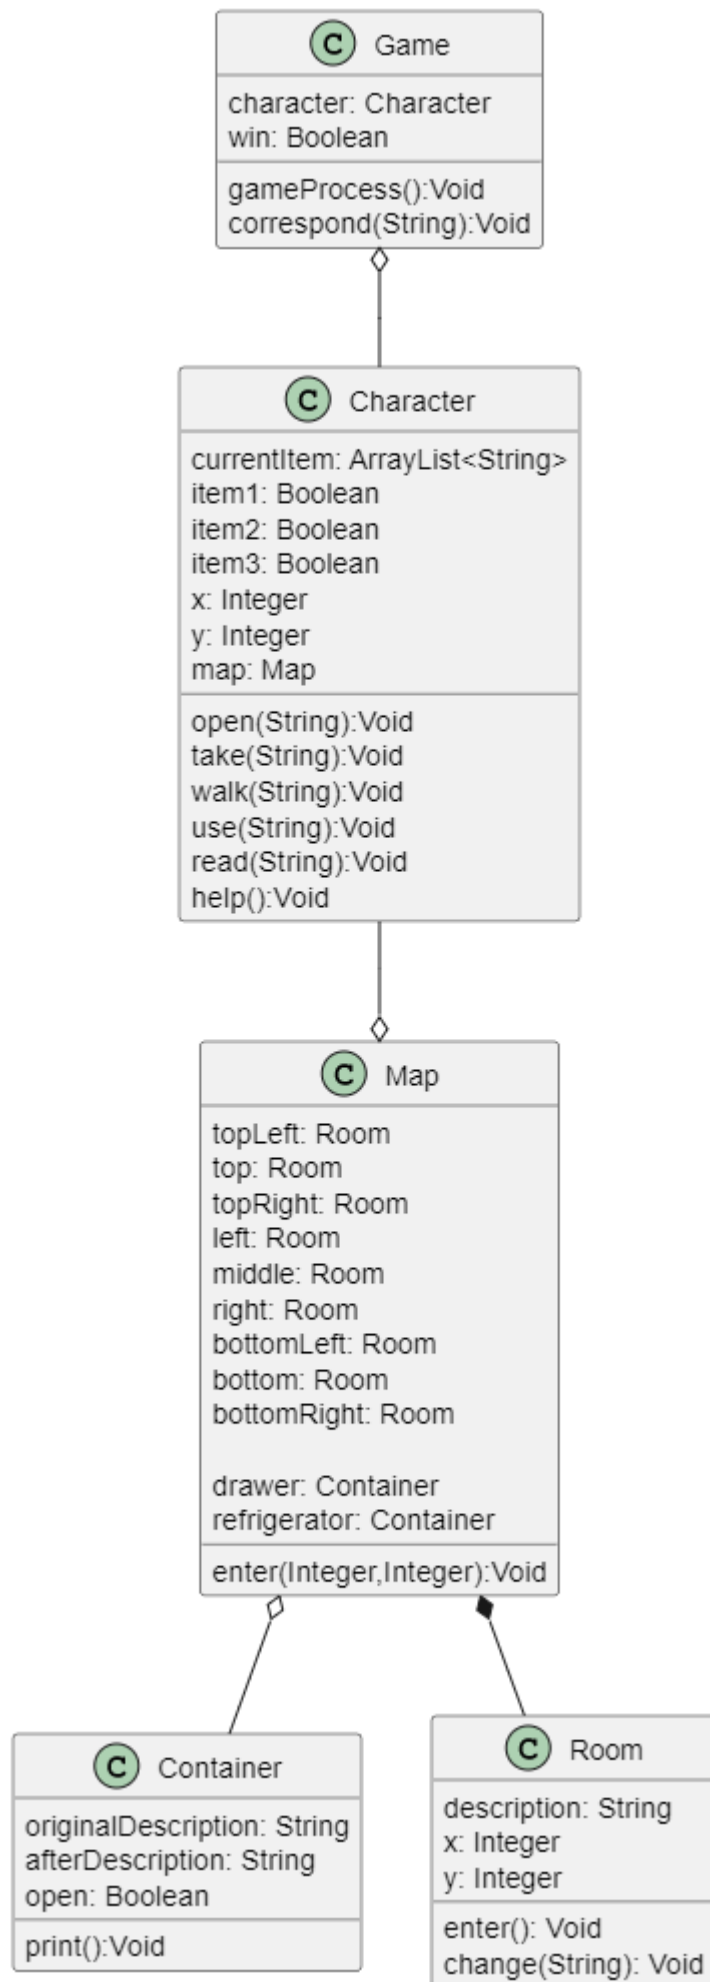 C Game
character: Character
win: Boolean
gameProcess():Void
correspond(String):Void
C Character
currentItem: ArrayList<String>
item1: Boolean
item2: Boolean
item3: Boolean
x: Integer
y: Integer
map: Map
open(String):Void
take(String):Void
walk(String):Void
use(String):Void
read(String):Void
help():Void
C Map
topLeft: Room
top: Room
topRight: Room
left: Room
middle: Room
right: Room
bottomLeft: Room
bottom: Room
bottomRight: Room
drawer: Container
refrigerator: Container
enter(Integer,Integer):Void
C Container
originalDescription: String
afterDescription: String
open: Boolean
print():Void
C Room
description: String
x: Integer
y: Integer
enter(): Void
change(String): Void